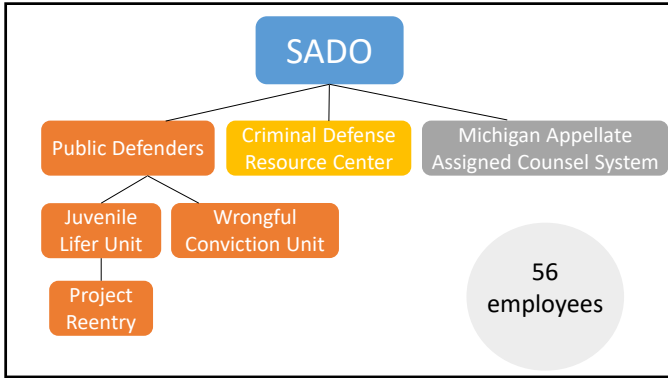 SADO
Public Defenders
Criminal Defense
Resource Center
Michigan Appellate
Assigned Counsel System
Juvenile
Lifer Unit
Wrongful
Conviction Unit
Project
Reentry
56
employees